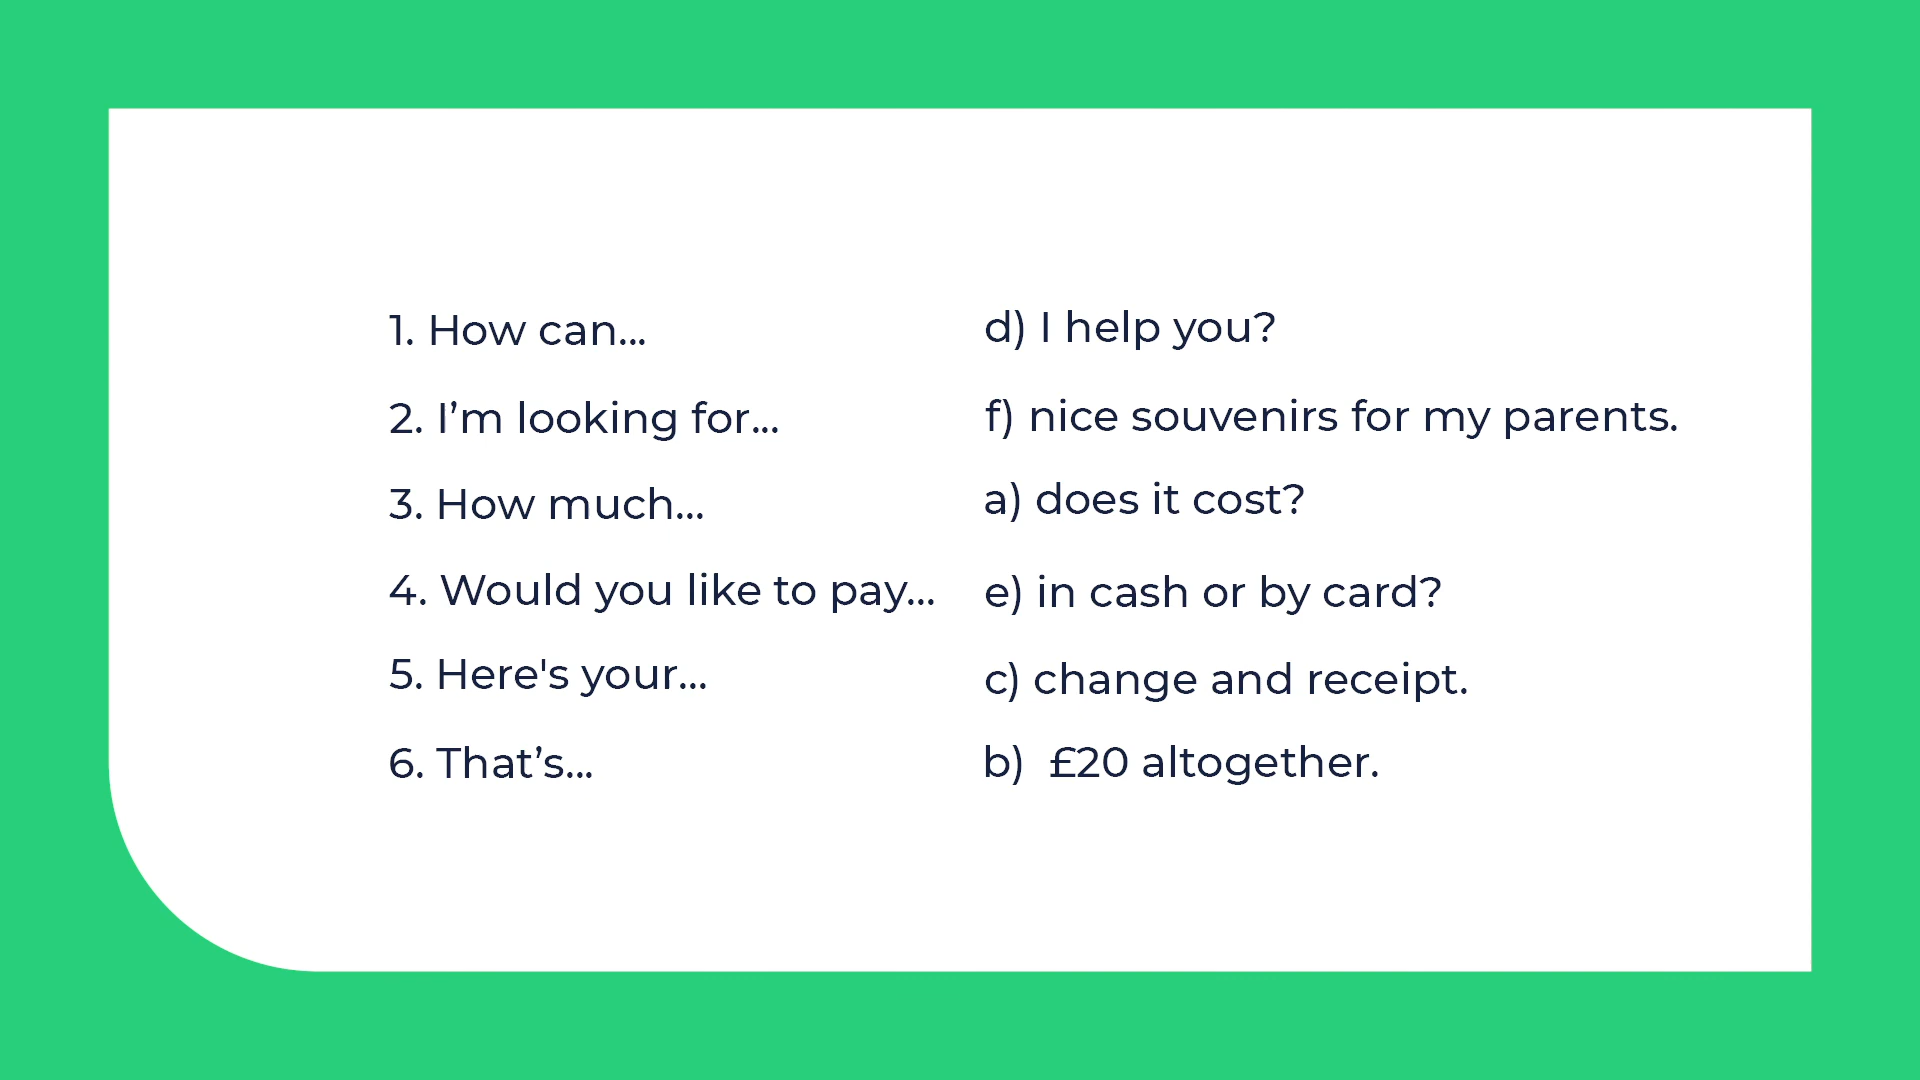 1. How can... d) I help you?
2. I’m looking for... f) nice souvenirs for my parents.
3. How much... a) does it cost?
4. Would you like to pay... e) in cash or by card?
5. Here's your... c) change and receipt.
6. That’s... b) £20 altogether.